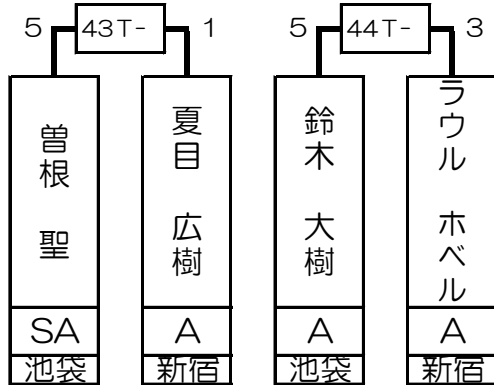 5 43T- 1 5 44T- 3
曽根 聖
夏目 広樹
鈴木 大樹
ラウル ホベル
SA A A A
池袋 新宿 池袋 新宿